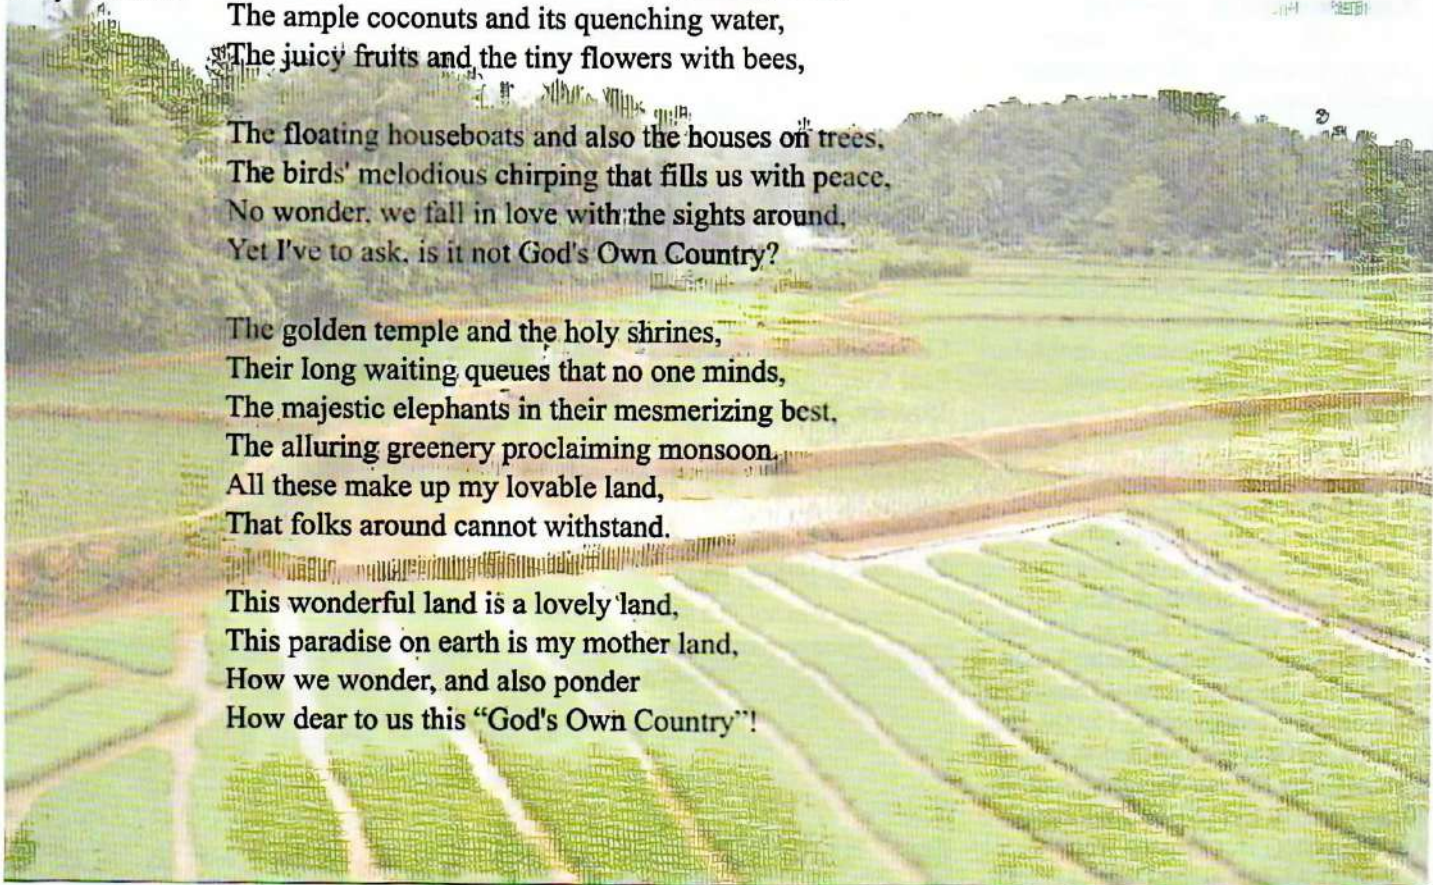 The ample coconuts and its quenching water,
The juicy fruits and the tiny flowers with bees,
The floating houseboats and also the houses on trees,
The birds' melodious chirping that fills us with peace,
No wonder, we fall in love with the sights around,
Yet I've to ask, is it not God's Own Country?
The golden temple and the holy shrines,
Their long waiting queues that no one minds,
The majestic elephants in their mesmerizing best,
The alluring greenery proclaiming monsoon,
All these make up my lovable land,
That folks around cannot withstand.
This wonderful land is a lovely land,
This paradise on earth is my mother land,
How we wonder, and also ponder
How dear to us this “God's Own Country”!